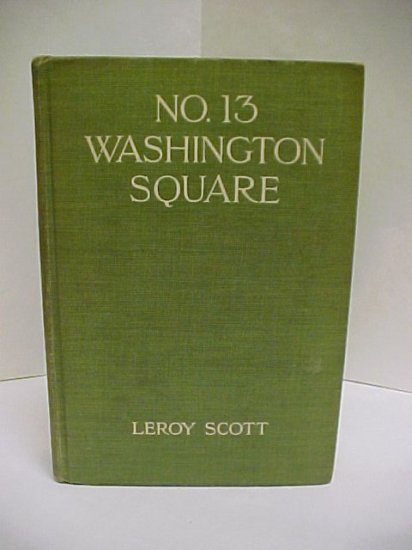 NO. 13
WASHINGTON
SQUARE
LEROY SCOTT